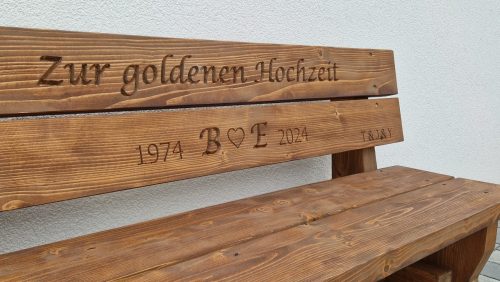 Zur goldenen Hochzeit
1974 B ♡ E 2024 T & J & Y